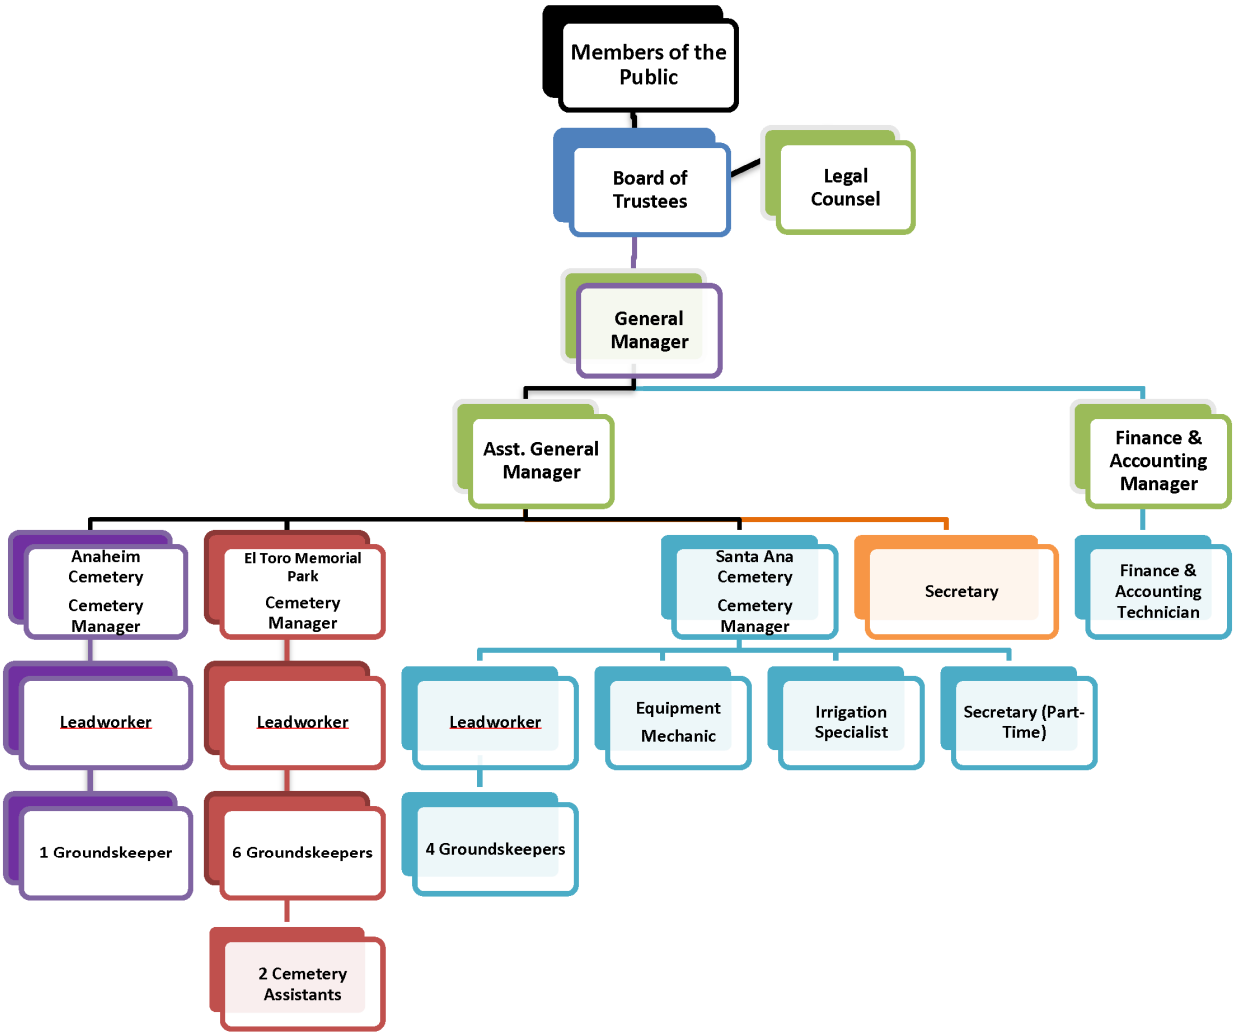 Members of the
Public
Board of
Trustees
Legal
Counsel
General
Manager
Asst. General
Manager
Finance &
Accounting
Manager
Anaheim
Cemetery
Cemetery
Manager
El Toro Memorial
Park
Cemetery
Manager
Santa Ana
Cemetery
Cemetery
Manager
Secretary
Finance &
Accounting
Technician
Leadworker
Leadworker
Leadworker
Equipment
Mechanic
Irrigation
Specialist
Secretary (Part-
Time)
1 Groundskeeper
6 Groundskeepers
4 Groundskeepers
2 Cemetery
Assistants